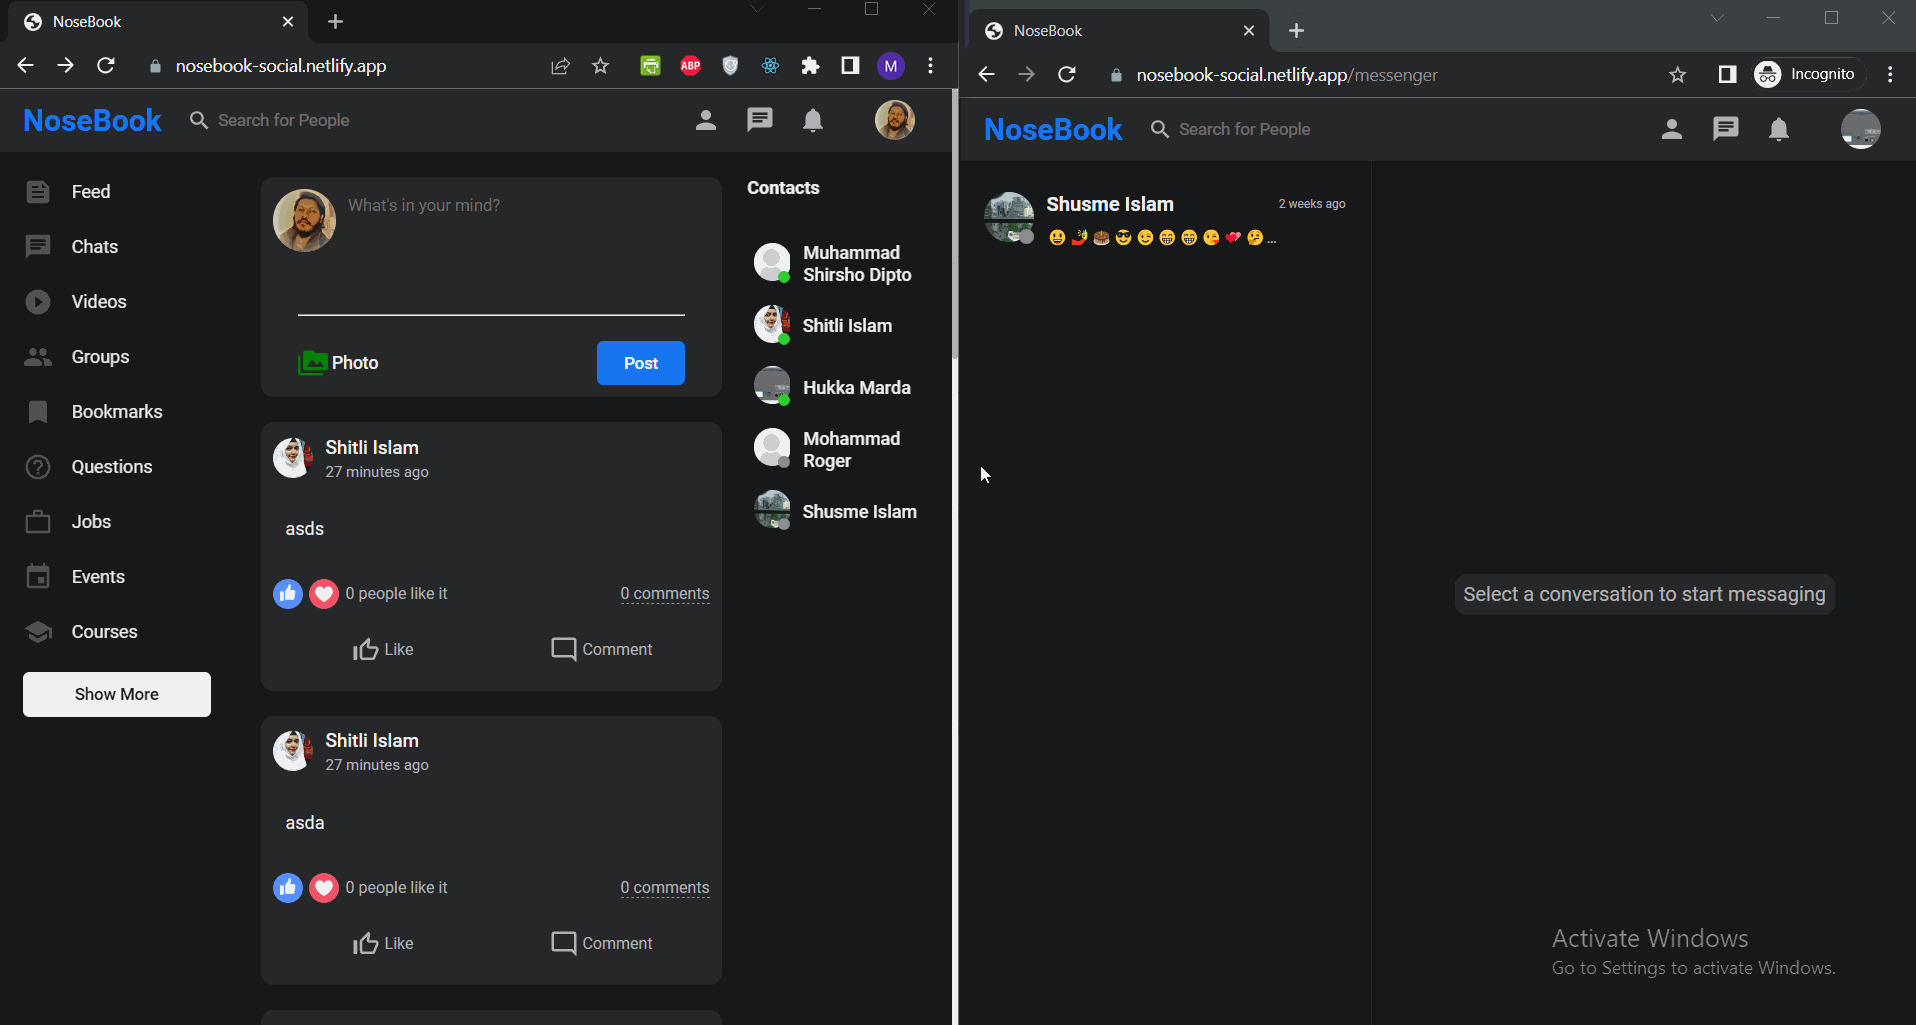 NoseBook
nosebook-social.netlify.app
ABP
M
NoseBook
Search for People
Feed
Chats
Videos
Groups
Bookmarks
Questions
Jobs
Events
Courses
Show More
What's in your mind?
Photo
Post
Shitli Islam
27 minutes ago
asds
0 people like it
0 comments
Like
Comment
Shitli Islam
27 minutes ago
asda
0 people like it
0 comments
Like
Comment
Contacts
Muhammad
Shirsho Dipto
Shitli Islam
Hukka Marda
Mohammad
Roger
Shusme Islam
NoseBook
nosebook-social.netlify.app/messenger
Incognito
NoseBook
Search for People
Shusme Islam
2 weeks ago
😃💅🎂😎😉😁😁😘💕🤔...
Select a conversation to start messaging
Activate Windows
Go to Settings to activate Windows.